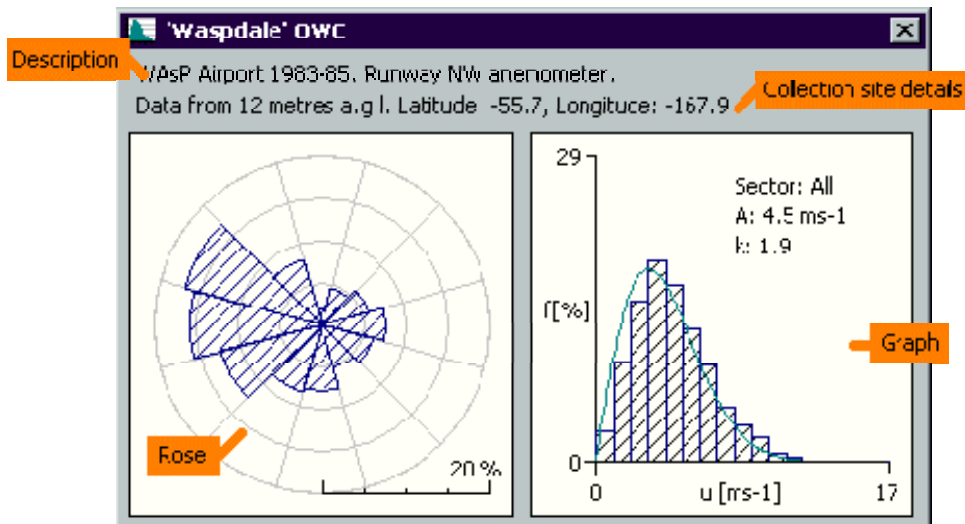 'Waspdale' OWC
Description
WAsP Airport 1983-85. Runway NW anemometer.
Data from 12 metres a.g.l. Latitude -55.7, Longitude: -167.9
Collection site details
29
Sector: All
A: 4.5 ms-1
k: 1.9
f[%]
Graph
Rose
20 %
0
0
u [ms-1]
17